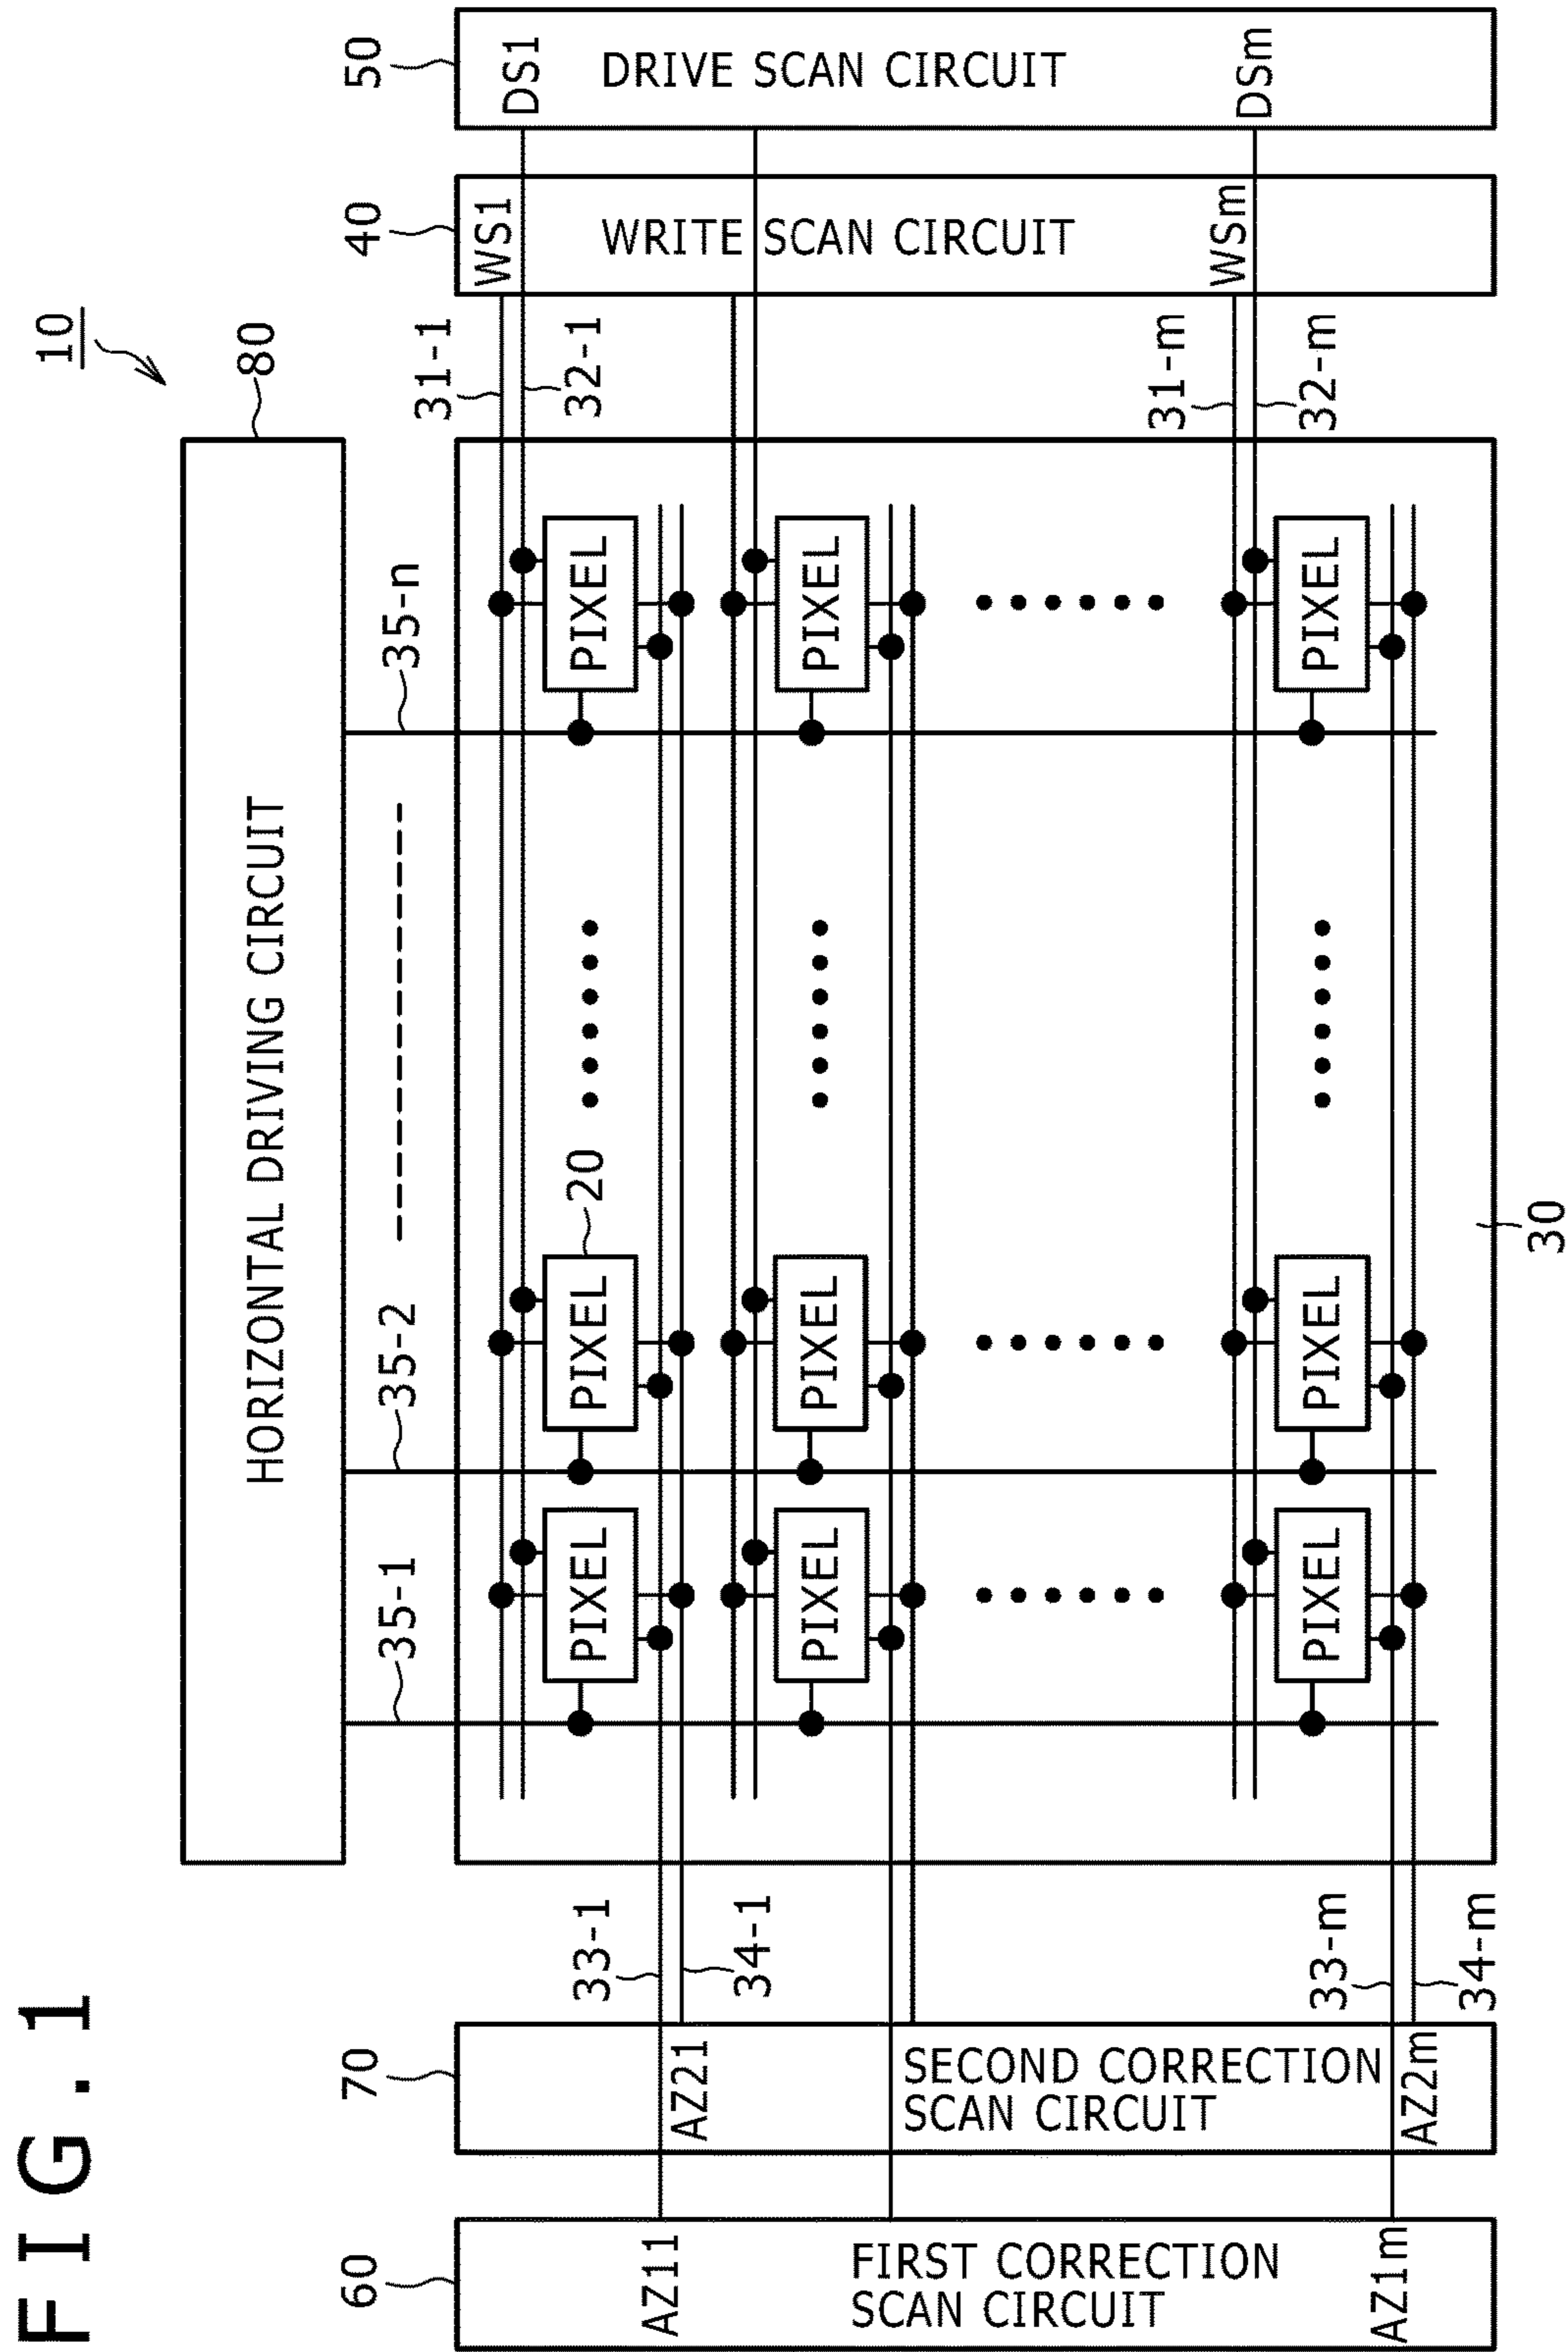 FIG.1
10
80
HORIZONTAL DRIVING CIRCUIT
60
70
35-1
35-2
35-n
40
50
33-1
34-1
31-1
32-1
WS1
DS1
AZ11
AZ21
PIXEL
PIXEL
20
PIXEL
PIXEL
PIXEL
PIXEL
FIRST CORRECTION
SCAN CIRCUIT
SECOND CORRECTION
SCAN CIRCUIT
WRITE SCAN CIRCUIT
DRIVE SCAN CIRCUIT
33-m
34-m
31-m
32-m
WSm
DSm
PIXEL
PIXEL
PIXEL
AZ1m
AZ2m
30